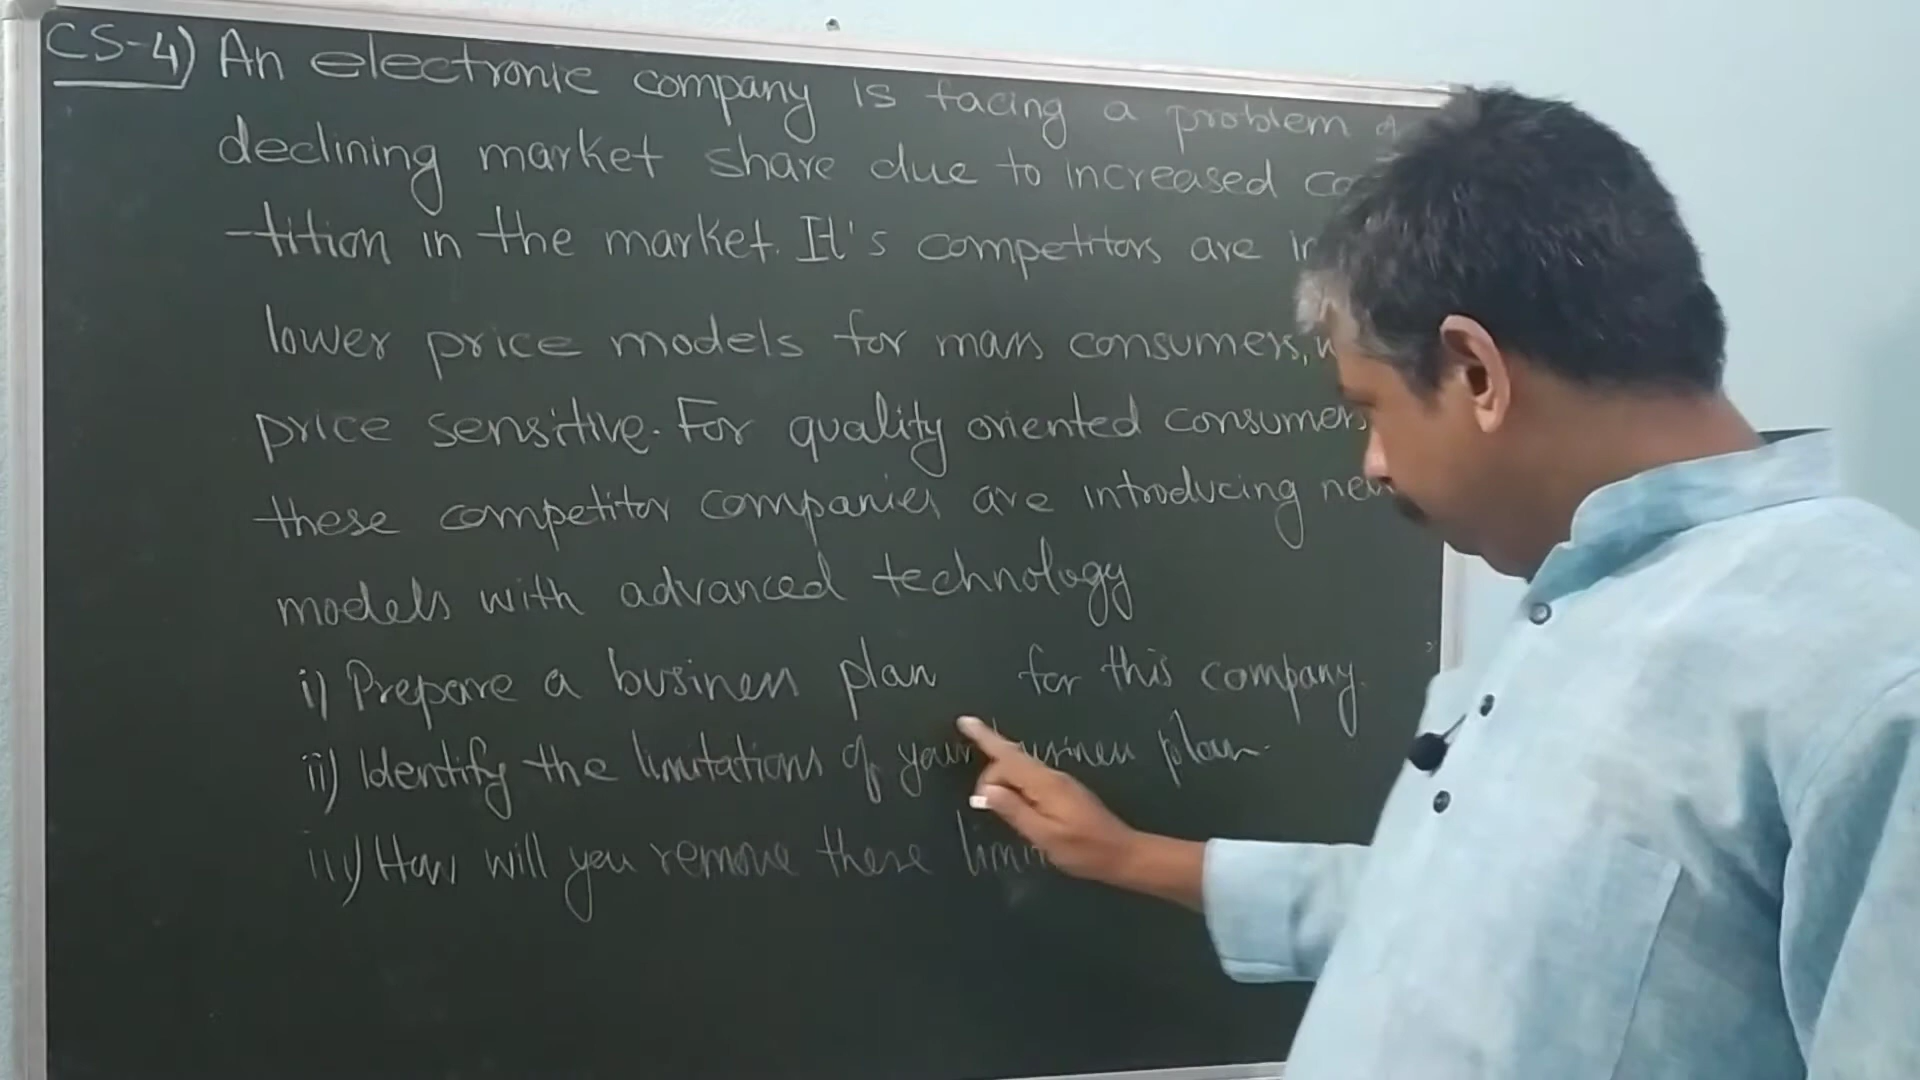 CS-4) An electronic company is facing a problem
declining market share due to increased
-tition in the market. It's competitors are
lower price models for mass consumers,
price sensitive. For quality oriented consumers
these competitor companies are introducing new
models with advanced technology
i) Prepare a business plan for this company.
ii) Identify the limitations of your business plan.
iii) How will you remove these